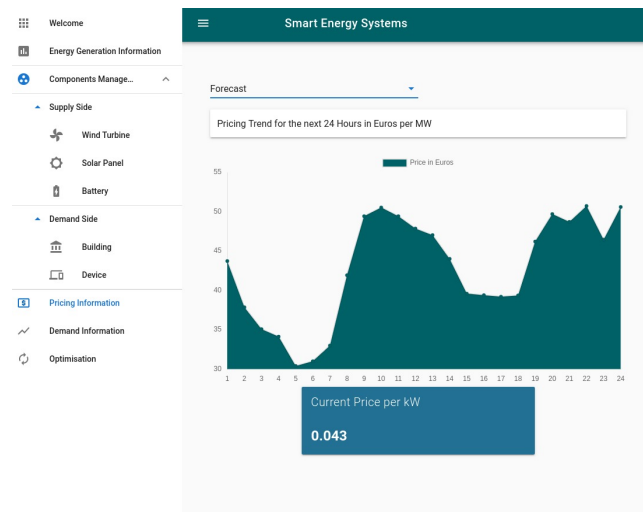 Welcome
Energy Generation Information
Components Manage...
Supply Side
Wind Turbine
Solar Panel
Battery
Demand Side
Building
Device
Pricing Information
Demand Information
Optimisation
Smart Energy Systems
Forecast
Pricing Trend for the next 24 Hours in Euros per MW
Price in Euros
55
50
45
40
35
30
1 2 3 4 5 6 7 8 9 10 11 12 13 14 15 16 17 18 19 20 21 22 23 24
Current Price per kW
0.043